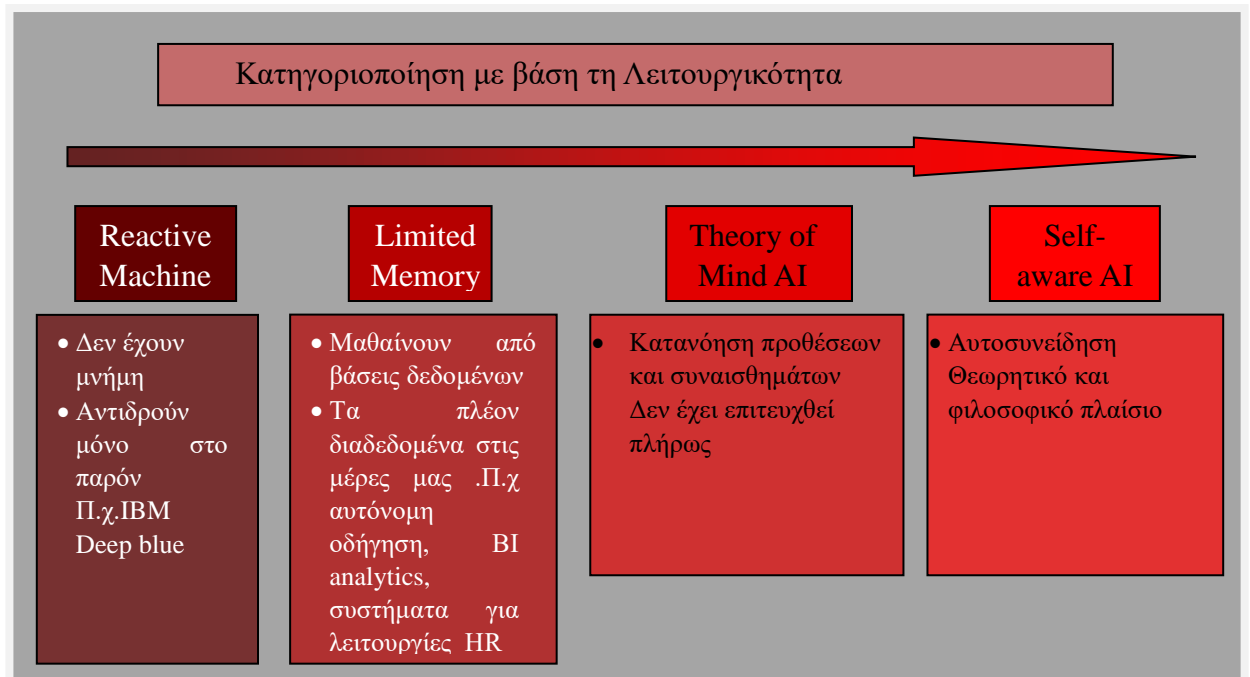 Κατηγοριοποίηση με βάση τη Λειτουργικότητα
Reactive
Machine
• Δεν έχουν
μνήμη
• Αντιδρούν
μόνο στο
παρόν
Π.χ.IBM
Deep blue
Limited
Memory
• Μαθαίνουν από
βάσεις δεδομένων
• Τα πλέον
διαδεδομένα στις
μέρες μας .Π.χ
αυτόνομη
οδήγηση, BI
analytics,
συστήματα για
λειτουργίες HR
Theory of
Mind AI
• Κατανόηση προθέσεων
και συναισθημάτων
Δεν έχει επιτευχθεί
πλήρως
Self-
aware AI
• Αυτοσυνείδηση
Θεωρητικό και
φιλοσοφικό πλαίσιο